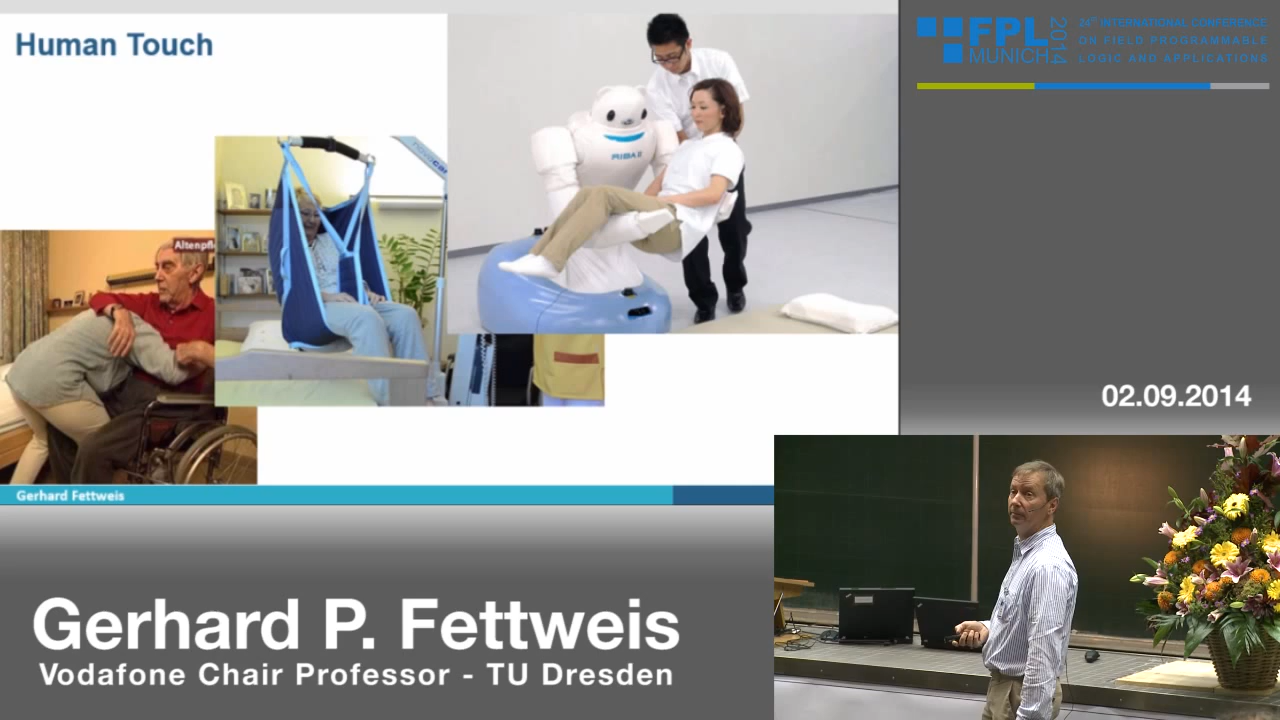 Human Touch
FPL
MUNICH
2014
24th INTERNATIONAL CONFERENCE
ON FIELD PROGRAMMABLE
LOGIC AND APPLICATIONS
RIBA II
Altenpfl
02.09.2014
Gerhard Fettweis
Gerhard P. Fettweis
Vodafone Chair Professor - TU Dresden